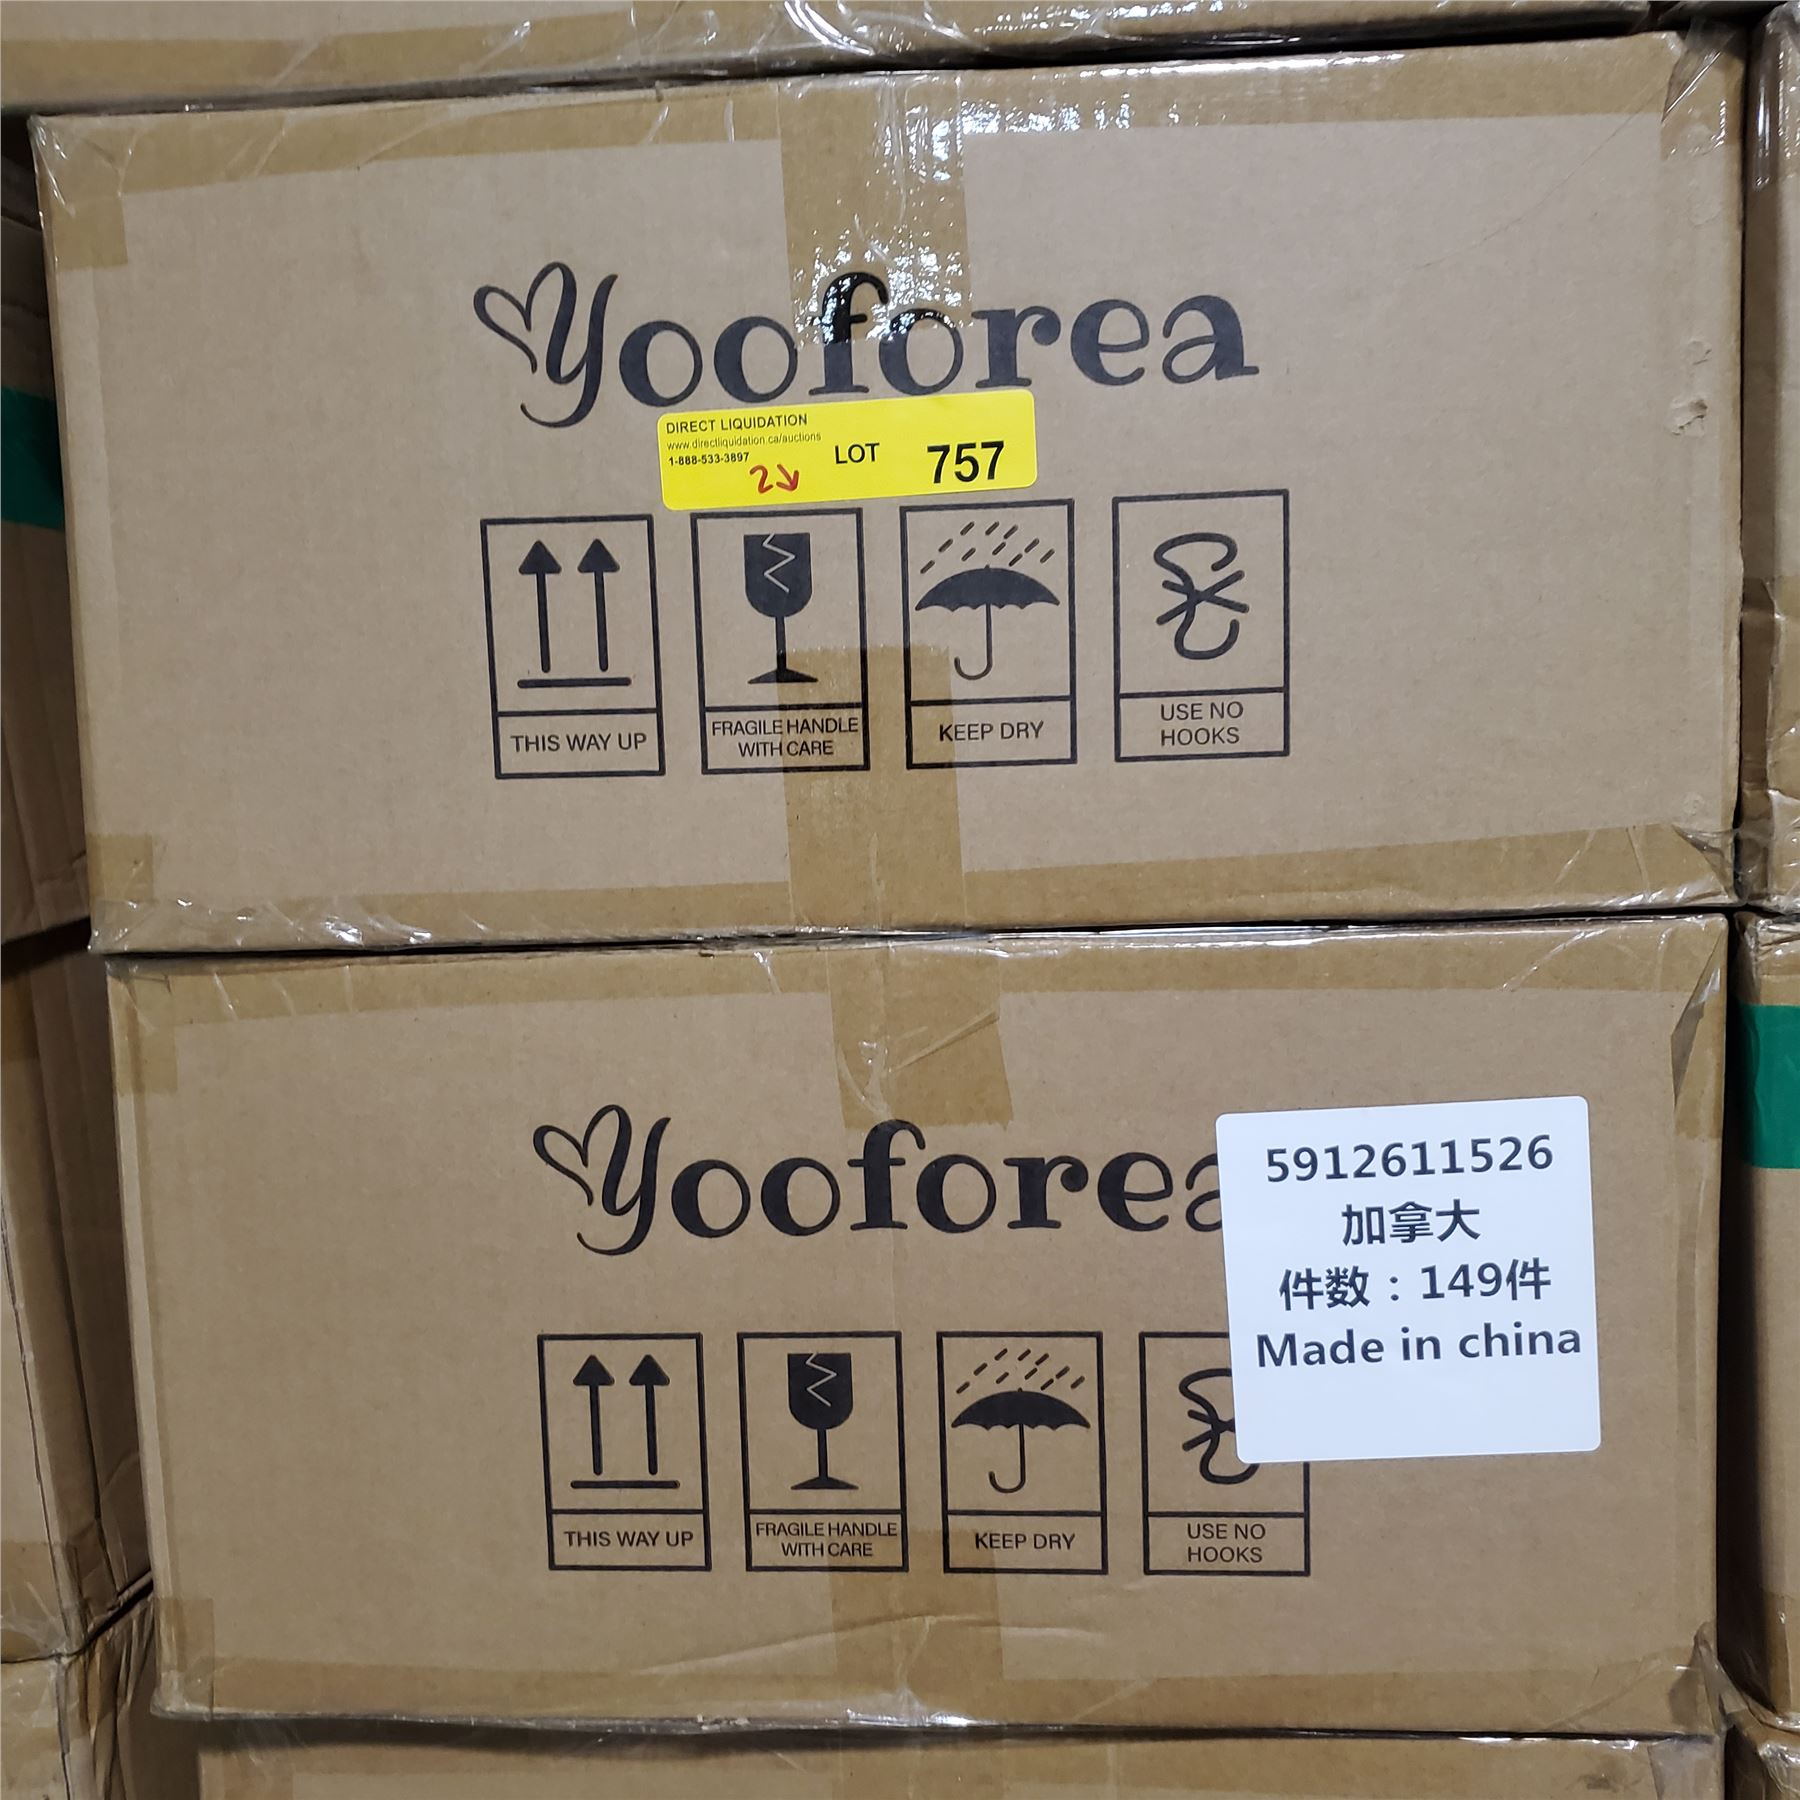 Yooforea
DIRECT LIQUIDATION
www.directliquidation.ca/auctions
1-888-533-3897
LOT 757
2↘
THIS WAY UP
FRAGILE HANDLE
WITH CARE
KEEP DRY
USE NO
HOOKS
Yooforea
5912611526
加拿大
件数：149件
Made in china
THIS WAY UP
FRAGILE HANDLE
WITH CARE
KEEP DRY
USE NO
HOOKS